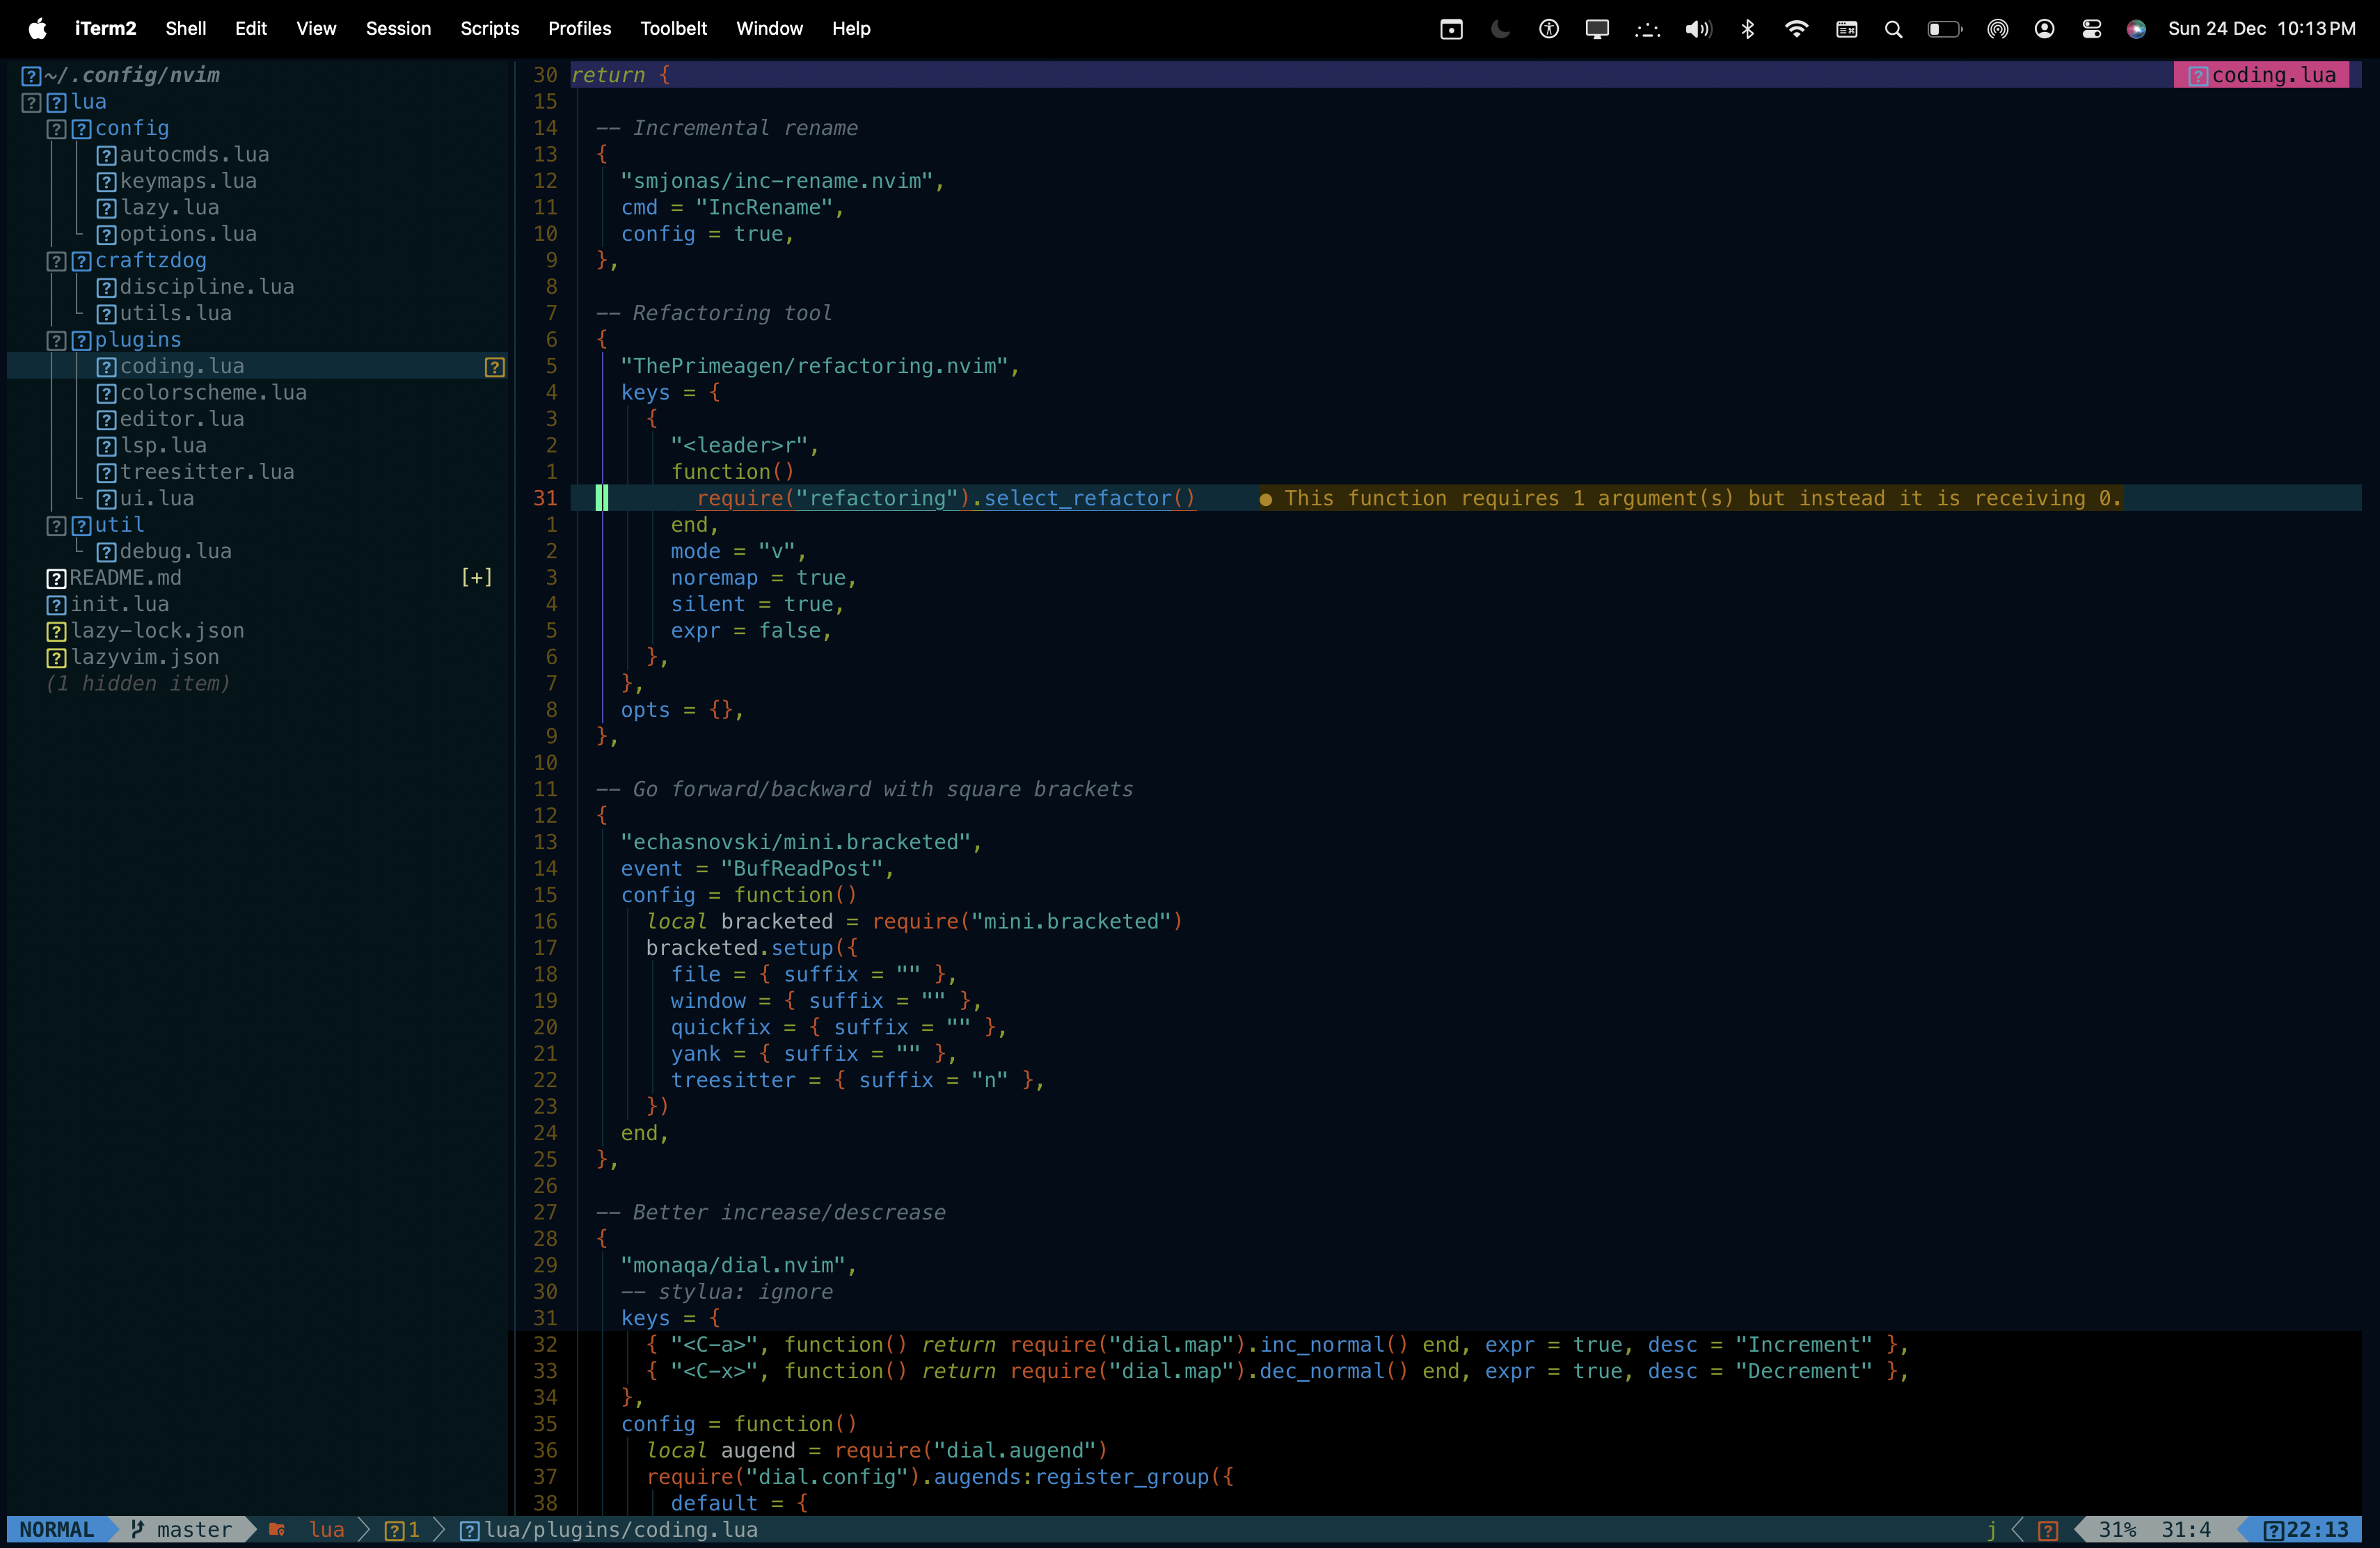 iTerm2 Shell Edit View Session Scripts Profiles Toolbelt Window Help Sun 24 Dec 10:13 PM
~/.config/nvim
lua
config
autocmds.lua
keymaps.lua
lazy.lua
options.lua
craftzdog
discipline.lua
utils.lua
plugins
coding.lua
colorscheme.lua
editor.lua
lsp.lua
treesitter.lua
ui.lua
util
debug.lua
README.md [+]
init.lua
lazy-lock.json
lazyvim.json
(1 hidden item)
30 return { coding.lua
15
14 -- Incremental rename
13 {
12 "smjonas/inc-rename.nvim",
11 cmd = "IncRename",
10 config = true,
9 },
8
7 -- Refactoring tool
6 {
5 "ThePrimeagen/refactoring.nvim",
4 keys = {
3 {
2 "<leader>r",
1 function()
31 require("refactoring").select_refactor() ● This function requires 1 argument(s) but instead it is receiving 0.
1 end,
2 mode = "v",
3 noremap = true,
4 silent = true,
5 expr = false,
6 },
7 },
8 opts = {},
9 },
10
11 -- Go forward/backward with square brackets
12 {
13 "echasnovski/mini.bracketed",
14 event = "BufReadPost",
15 config = function()
16 local bracketed = require("mini.bracketed")
17 bracketed.setup({
18 file = { suffix = "" },
19 window = { suffix = "" },
20 quickfix = { suffix = "" },
21 yank = { suffix = "" },
22 treesitter = { suffix = "n" },
23 })
24 end,
25 },
26
27 -- Better increase/descrease
28 {
29 "monaqa/dial.nvim",
30 -- stylua: ignore
31 keys = {
32 { "<C-a>", function() return require("dial.map").inc_normal() end, expr = true, desc = "Increment" },
33 { "<C-x>", function() return require("dial.map").dec_normal() end, expr = true, desc = "Decrement" },
34 },
35 config = function()
36 local augend = require("dial.augend")
37 require("dial.config").augends:register_group({
38 default = {
NORMAL master lua 1 lua/plugins/coding.lua j 31% 31:4 22:13